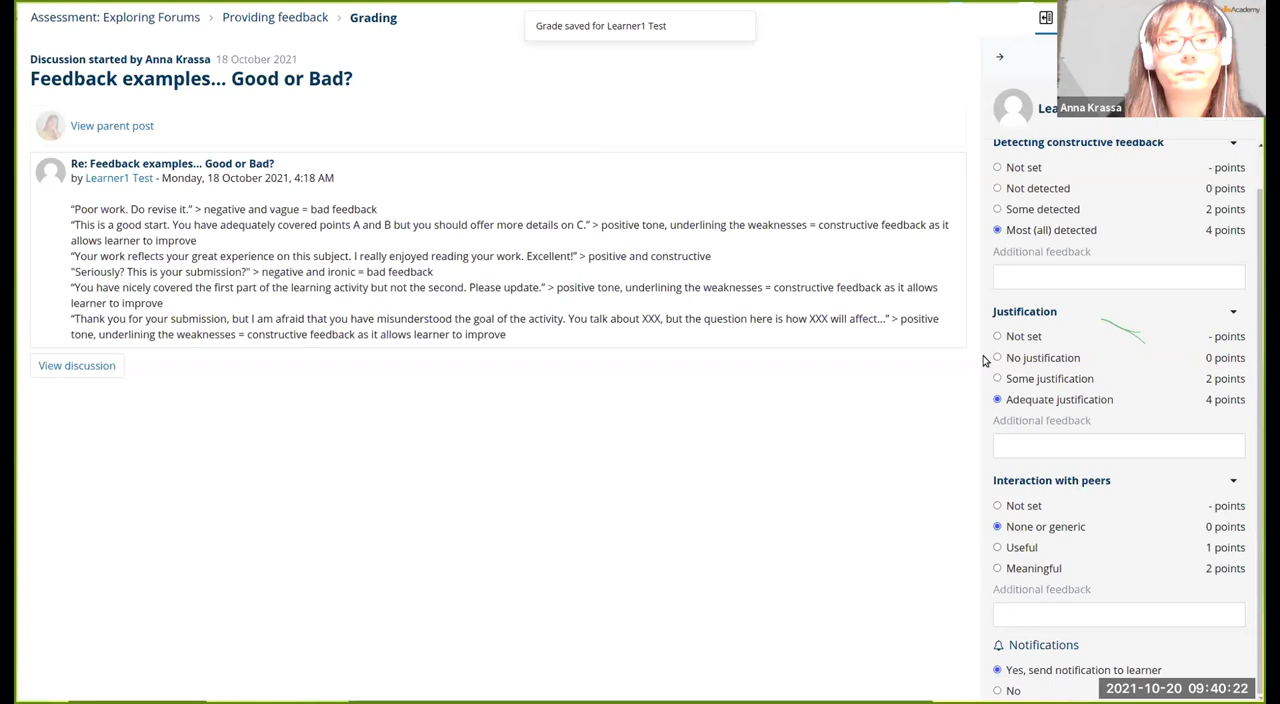 Assessment: Exploring Forums › Providing feedback › Grading
Grade saved for Learner1 Test
Academy
Discussion started by Anna Krassa 18 October 2021
Feedback examples... Good or Bad?
View parent post
Re: Feedback examples... Good or Bad?
by Learner1 Test - Monday, 18 October 2021, 4:18 AM
“Poor work. Do revise it.” > negative and vague = bad feedback
“This is a good start. You have adequately covered points A and B but you should offer more details on C.” > positive tone, underlining the weaknesses = constructive feedback as it
allows learner to improve
“Your work reflects your great experience on this subject. I really enjoyed reading your work. Excellent!” > positive and constructive
"Seriously? This is your submission?" > negative and ironic = bad feedback
“You have nicely covered the first part of the learning activity but not the second. Please update.” > positive tone, underlining the weaknesses = constructive feedback as it allows
learner to improve
“Thank you for your submission, but I am afraid that you have misunderstood the goal of the activity. You talk about XXX, but the question here is how XXX will affect...” > positive
tone, underlining the weaknesses = constructive feedback as it allows learner to improve
View discussion
Anna Krassa
Lea
Detecting constructive feedback
Not set - points
Not detected 0 points
Some detected 2 points
Most (all) detected 4 points
Additional feedback
Justification
Not set - points
No justification 0 points
Some justification 2 points
Adequate justification 4 points
Additional feedback
Interaction with peers
Not set - points
None or generic 0 points
Useful 1 points
Meaningful 2 points
Additional feedback
Notifications
Yes, send notification to learner
No
2021-10-20 09:40:22